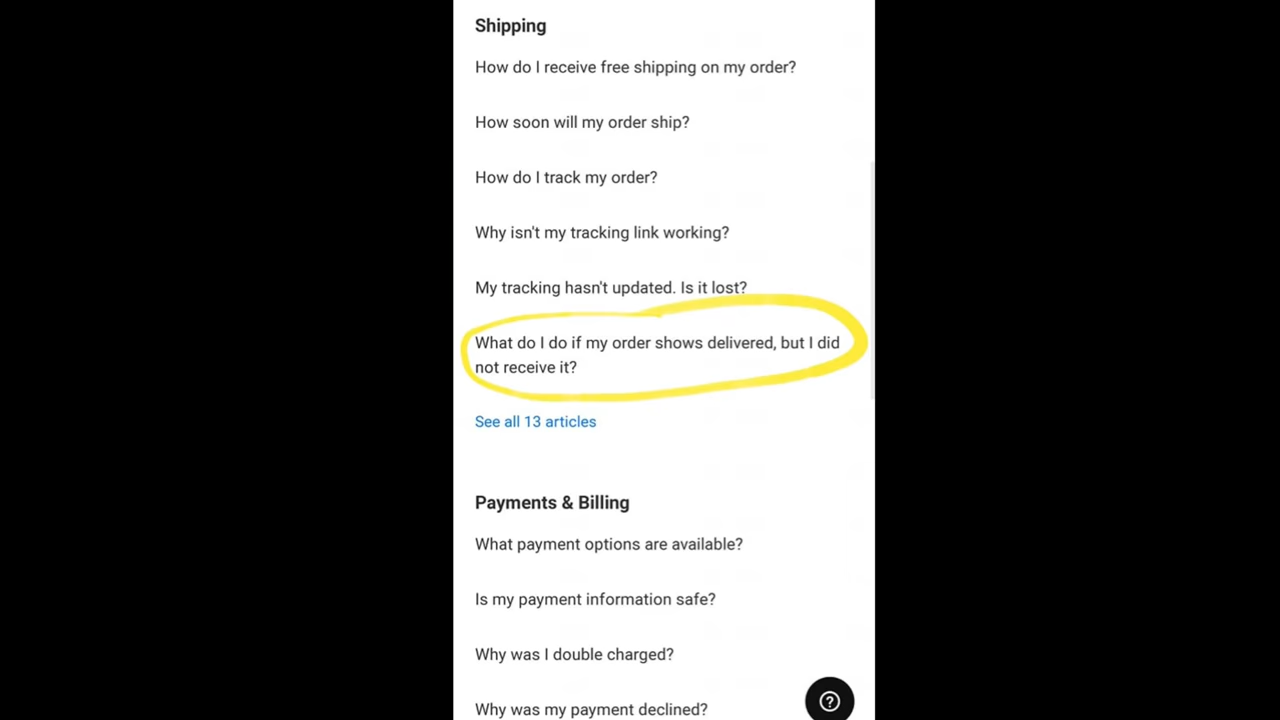 Shipping
How do I receive free shipping on my order?
How soon will my order ship?
How do I track my order?
Why isn't my tracking link working?
My tracking hasn't updated. Is it lost?
What do I do if my order shows delivered, but I did
not receive it?
See all 13 articles
Payments & Billing
What payment options are available?
Is my payment information safe?
Why was I double charged?
Why was my payment declined?
?